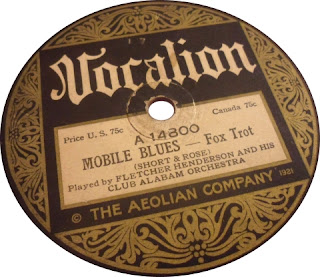 Vocalion
Price U.S. 75c Canada 75c
A 14800
MOBILE BLUES — Fox Trot
(SHORT & ROSE)
Played by FLETCHER HENDERSON AND HIS
CLUB ALABAM ORCHESTRA
© THE AEOLIAN COMPANY 1921